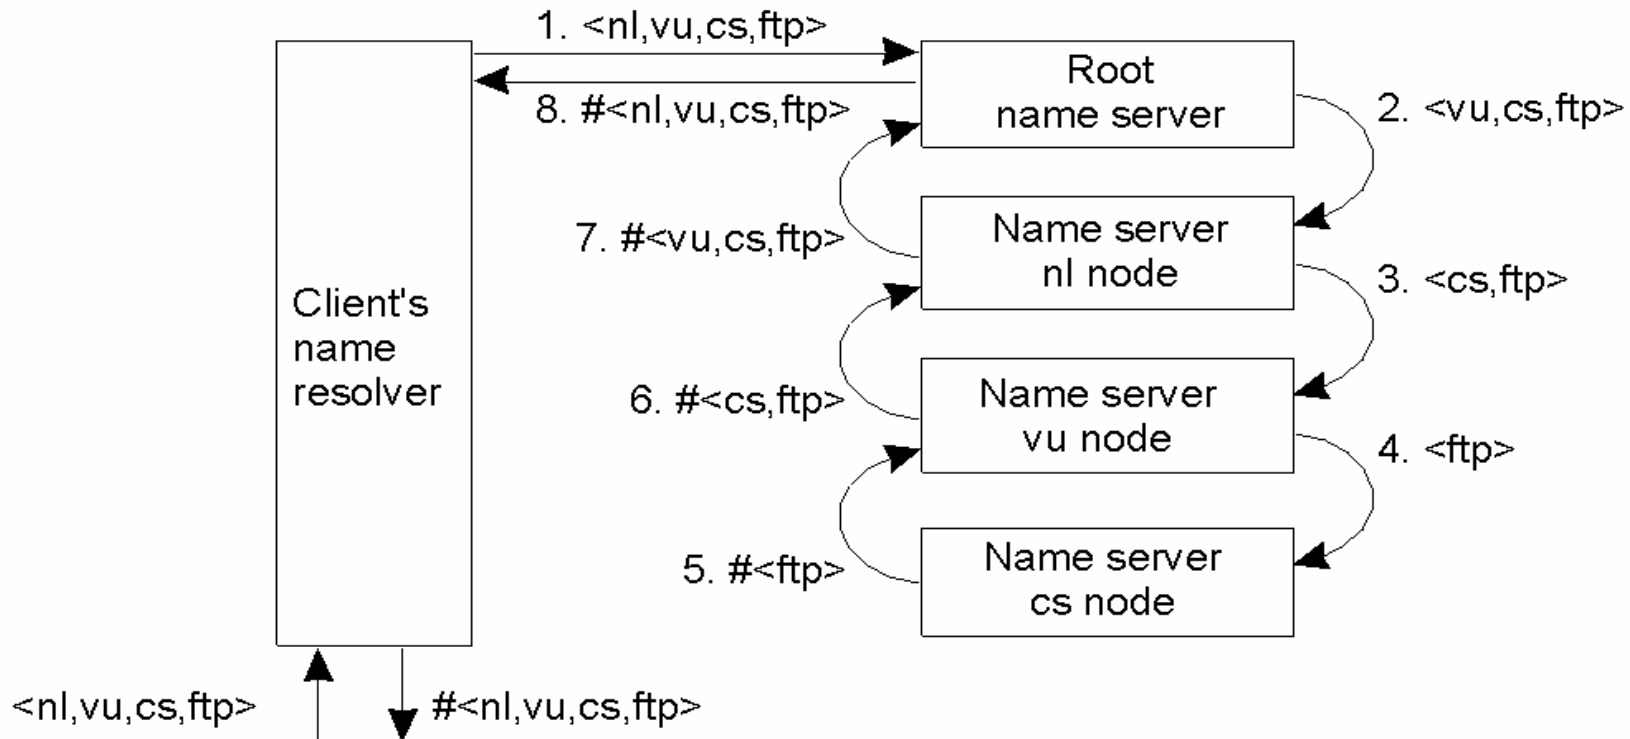 1. <nl,vu,cs,ftp>
Root
name server
8. #<nl,vu,cs,ftp>
2. <vu,cs,ftp>
Name server
nl node
7. #<vu,cs,ftp>
3. <cs,ftp>
Client's
name
resolver
Name server
vu node
6. #<cs,ftp>
4. <ftp>
Name server
cs node
5. #<ftp>
<nl,vu,cs,ftp>
#<nl,vu,cs,ftp>